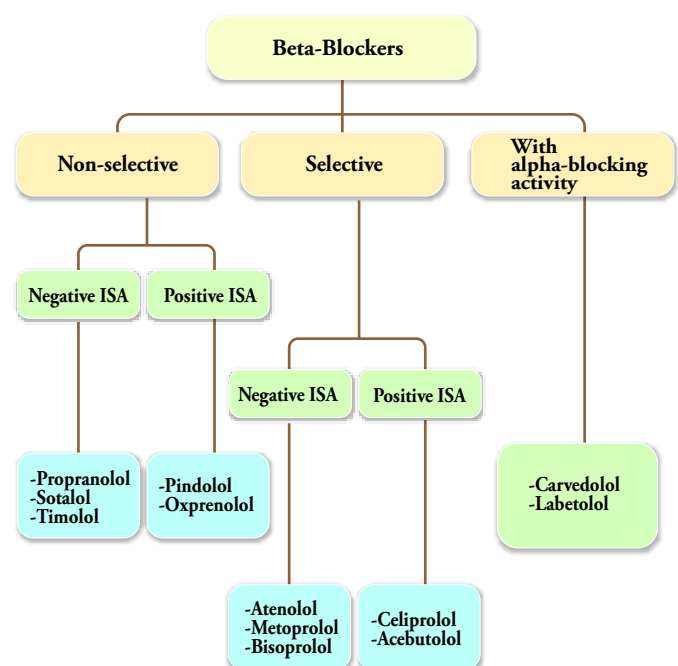 Beta-Blockers
Non-selective
Selective
With
alpha-blocking
activity
Negative ISA
Positive ISA
Negative ISA
Positive ISA
-Propranolol
-Sotalol
-Timolol
-Pindolol
-Oxprenolol
-Carvedolol
-Labetolol
-Atenolol
-Metoprolol
-Bisoprolol
-Celiprolol
-Acebutolol